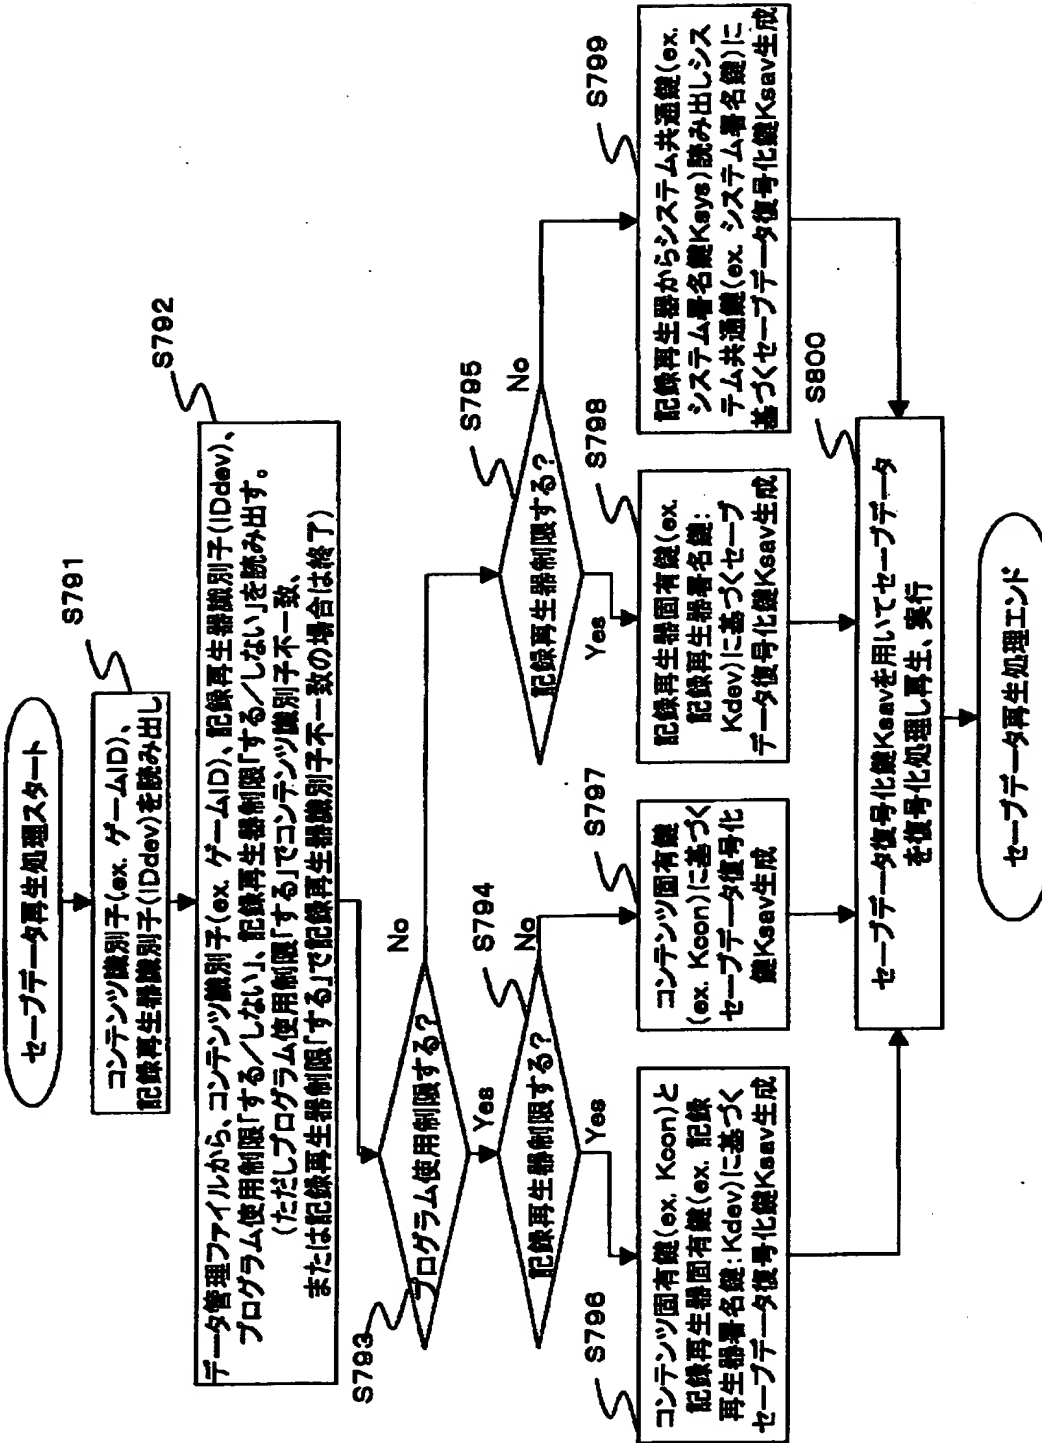 セーブデータ再生処理スタート
S791
コンテンツ識別子(ex. ゲームID)、
記録再生器識別子(IDdev)を読み出し
S792
データ管理ファイルから、コンテンツ識別子(ex. ゲームID)、記録再生器識別子(IDdev)、
プログラム使用制限「する／しない」、記録再生器制限「する／しない」を読み出す。
(ただしプログラム使用制限「する」でコンテンツ識別子不一致、
または記録再生器制限「する」で記録再生器識別子不一致の場合は終了)
S793
プログラム使用制限する?
No
Yes
S794
記録再生器制限する?
No
Yes
S795
記録再生器制限する?
No
Yes
S796
コンテンツ固有鍵(ex. Kcon)と
記録再生器固有鍵(ex. 記録
再生器署名鍵:Kdev)に基づく
セーブデータ復号化鍵Ksav生成
S797
コンテンツ固有鍵
(ex. Kcon)に基づく
セーブデータ復号化
鍵Ksav生成
S798
記録再生器固有鍵(ex.
記録再生器署名鍵:
Kdev)に基づくセーブ
データ復号化鍵Ksav生成
S799
記録再生器からシステム共通鍵(ex.
システム署名鍵Ksys)読み出しシス
テム共通鍵(ex. システム署名鍵)に
基づくセーブデータ復号化鍵Ksav生成
S800
セーブデータ復号化鍵Ksavを用いてセーブデータ
を復号化処理し再生、実行
セーブデータ再生処理エンド